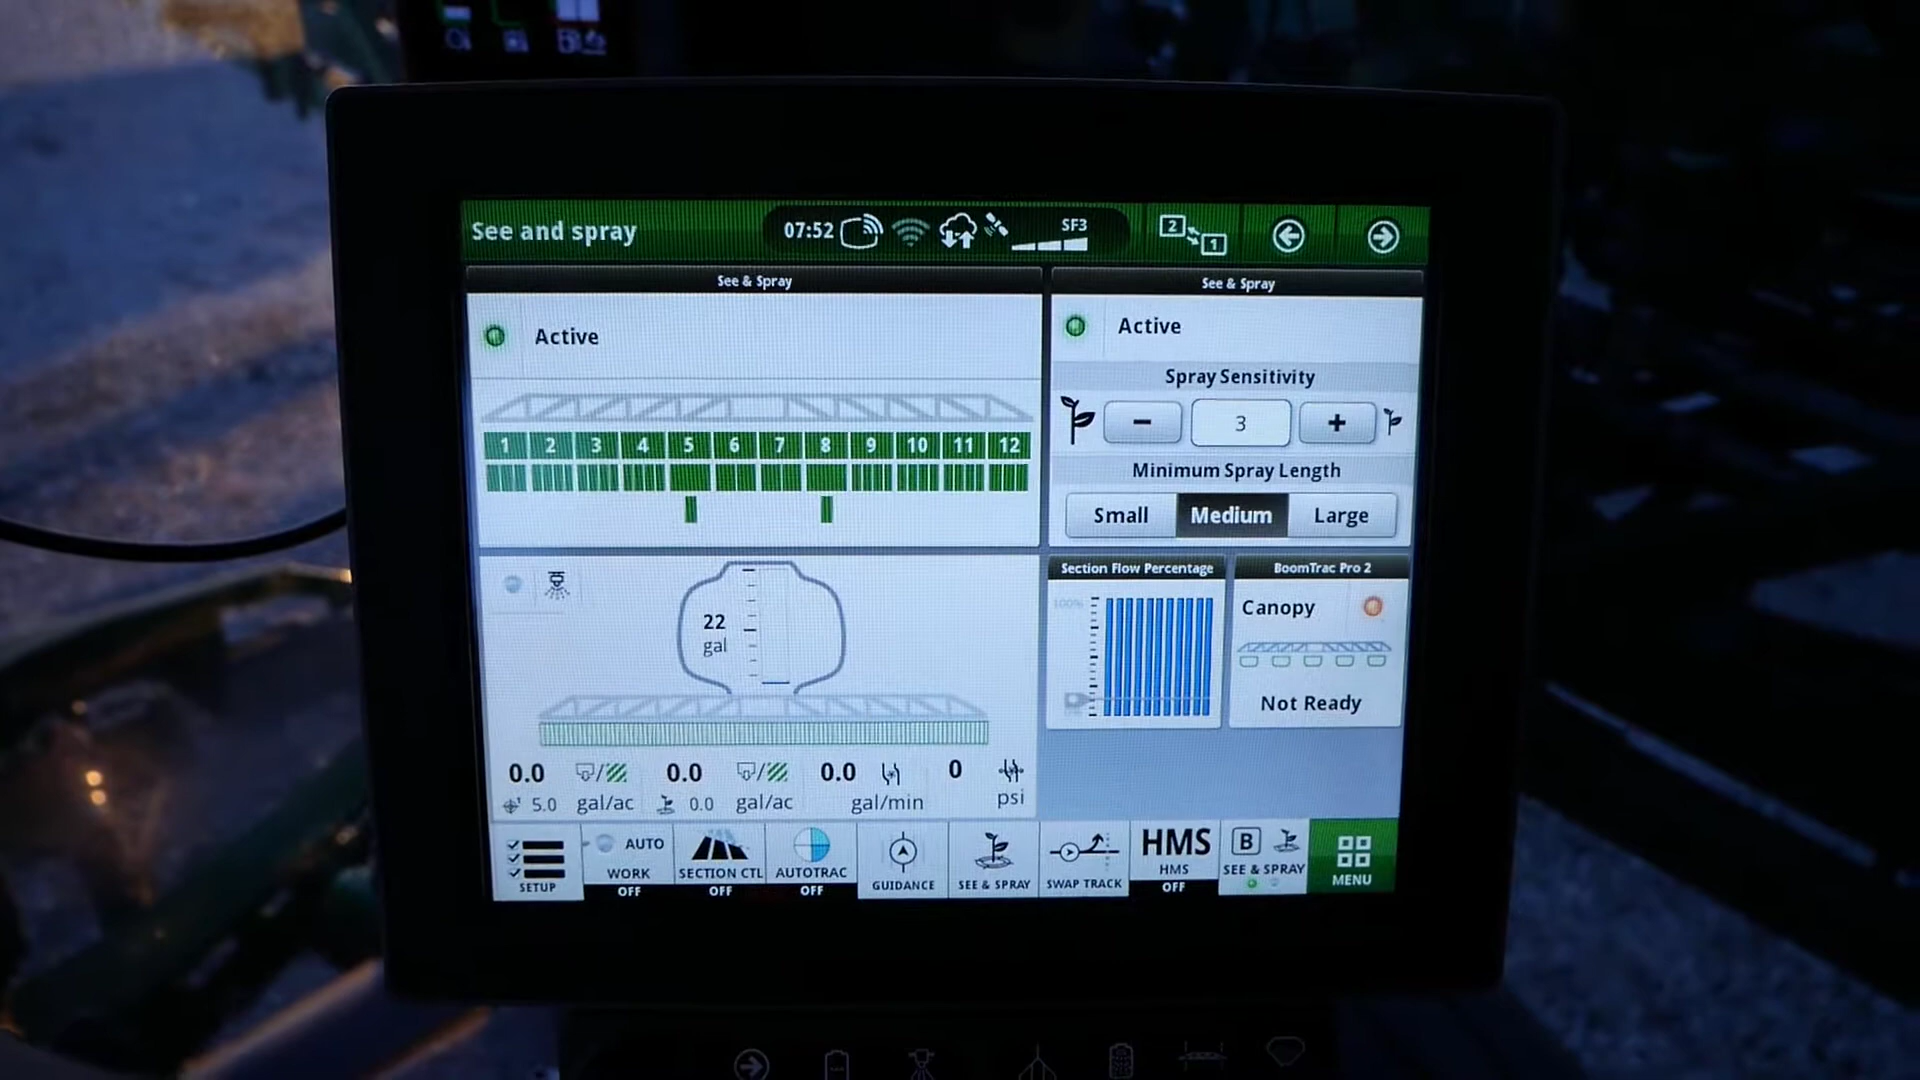 See and spray
07:52
SF3
2
1
See & Spray
Active
1 2 3 4 5 6 7 8 9 10 11 12
See & Spray
Active
Spray Sensitivity
− 3 +
Minimum Spray Length
Small Medium Large
22
gal
0.0 gal/ac
5.0
0.0 gal/ac
0.0
0.0 gal/min
0 psi
Section Flow Percentage
100%
BoomTrac Pro 2
Canopy
Not Ready
SETUP
AUTO
WORK
OFF
SECTION CTL
OFF
AUTOTRAC
OFF
GUIDANCE
SEE & SPRAY
SWAP TRACK
HMS
HMS
OFF
B
SEE & SPRAY
MENU